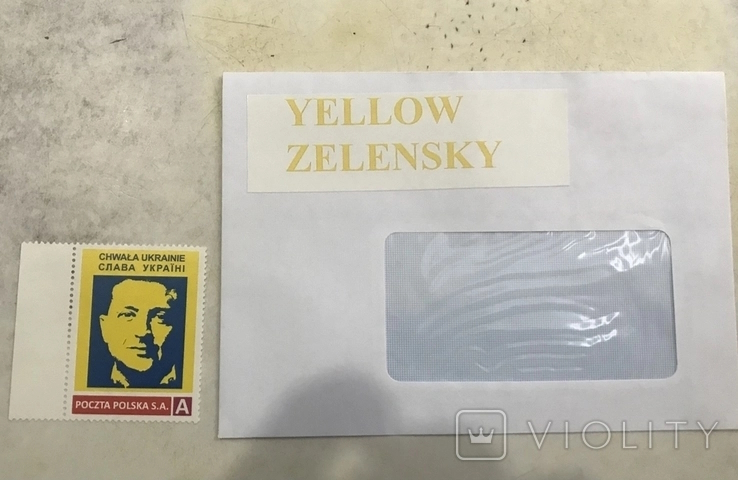 YELLOW
ZELENSKY
CHWAŁA UKRAINIE
СЛАВА УКРАЇНІ
POCZTA POLSKA S.A. A
VIOLITY